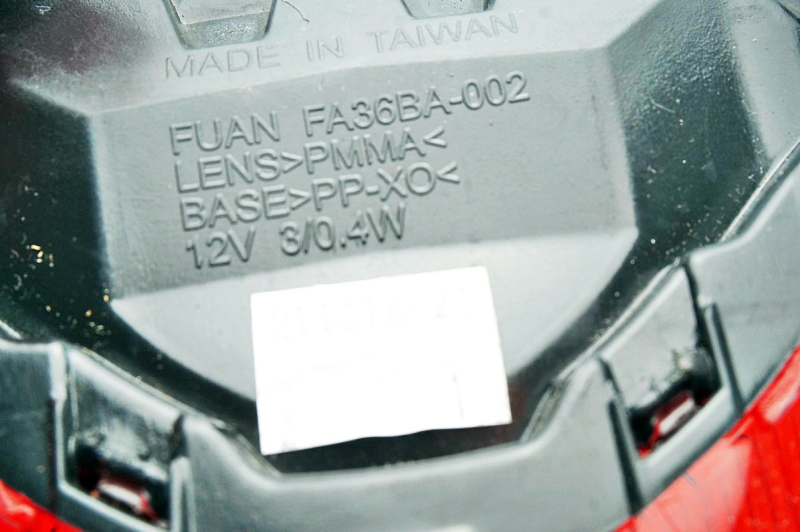 MADE IN TAIWAN
FUAN FA36BA-002
LENS>PMMA<
BASE>PP-XO<
12V 3/0.4W